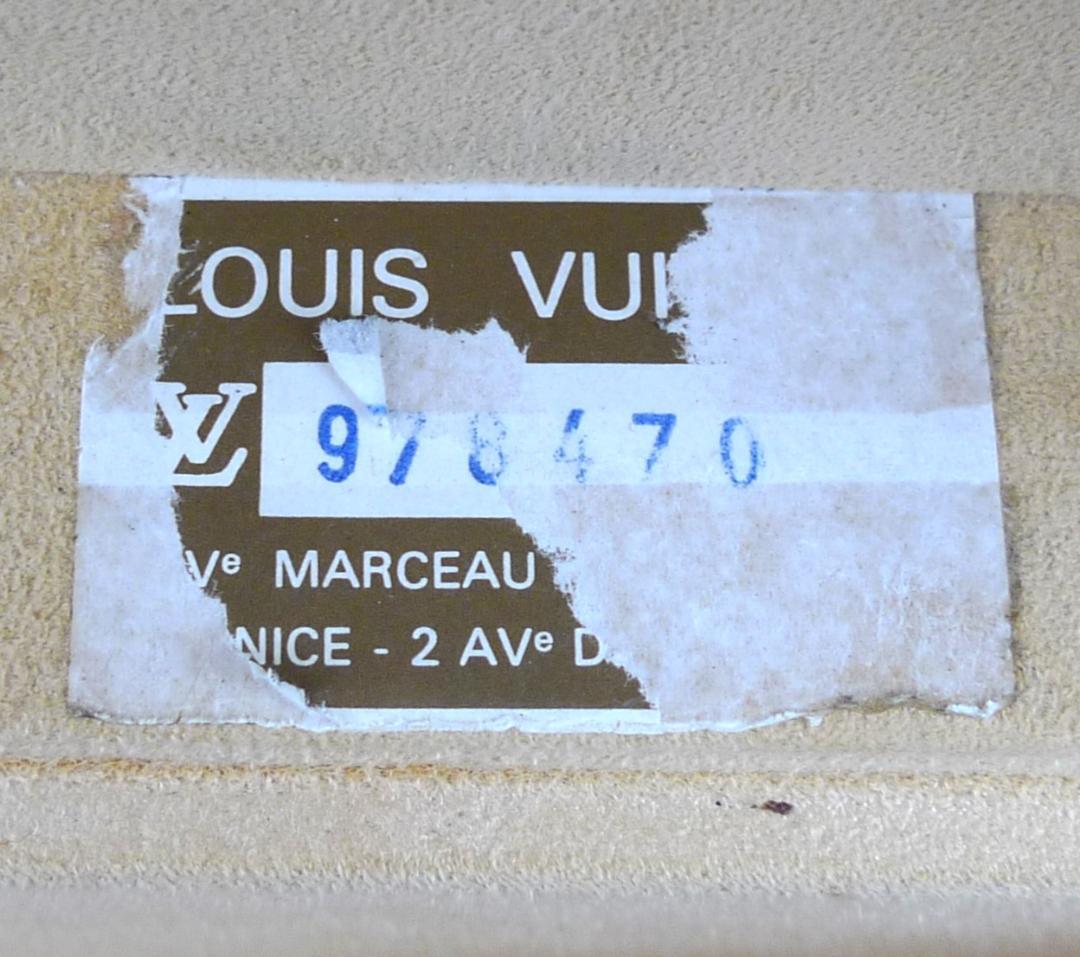 LOUIS VUI
LV 978470
Ve MARCEAU
NICE - 2 AVe D